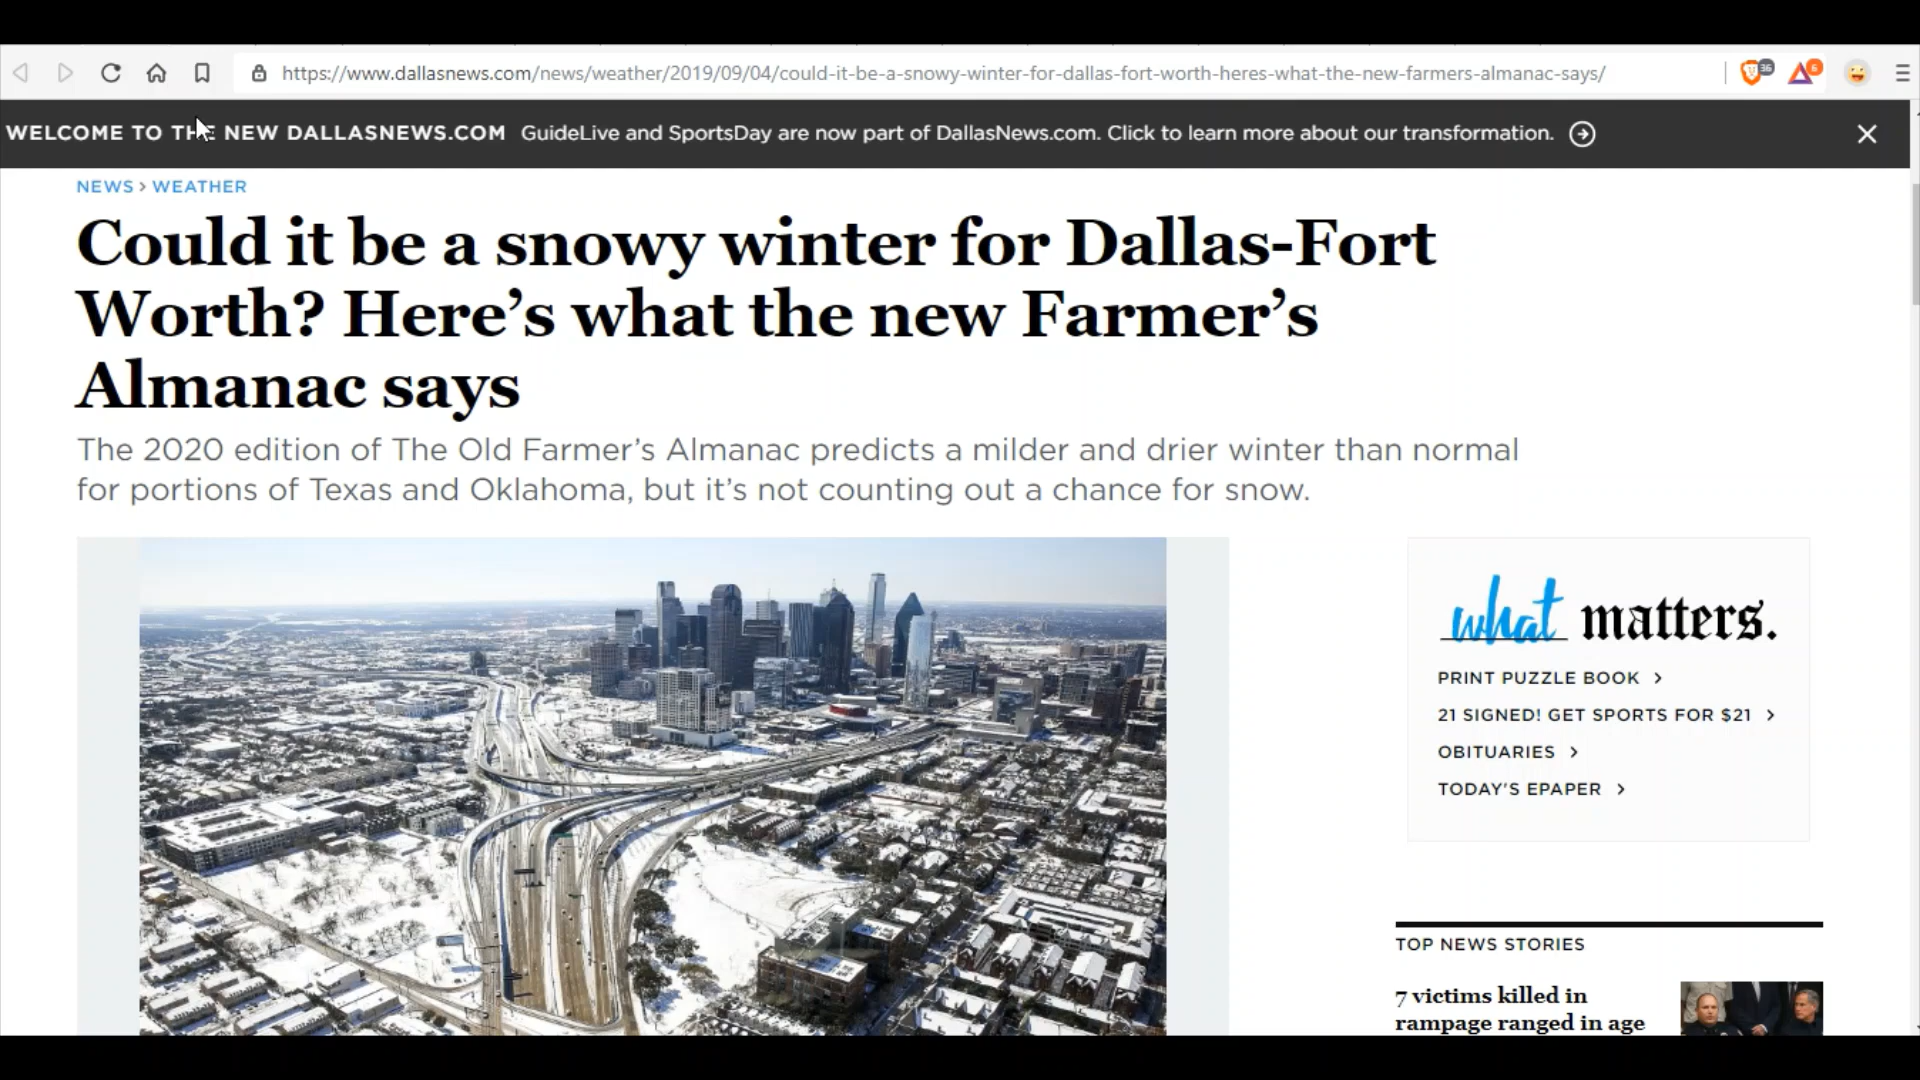 https://www.dallasnews.com/news/weather/2019/09/04/could-it-be-a-snowy-winter-for-dallas-fort-worth-heres-what-the-new-farmers-almanac-says/
36
6
WELCOME TO THE NEW DALLASNEWS.COM GuideLive and SportsDay are now part of DallasNews.com. Click to learn more about our transformation.
NEWS > WEATHER
Could it be a snowy winter for Dallas-Fort
Worth? Here’s what the new Farmer’s
Almanac says
The 2020 edition of The Old Farmer’s Almanac predicts a milder and drier winter than normal
for portions of Texas and Oklahoma, but it’s not counting out a chance for snow.
what matters.
PRINT PUZZLE BOOK >
21 SIGNED! GET SPORTS FOR $21 >
OBITUARIES >
TODAY'S EPAPER >
TOP NEWS STORIES
7 victims killed in
rampage ranged in age